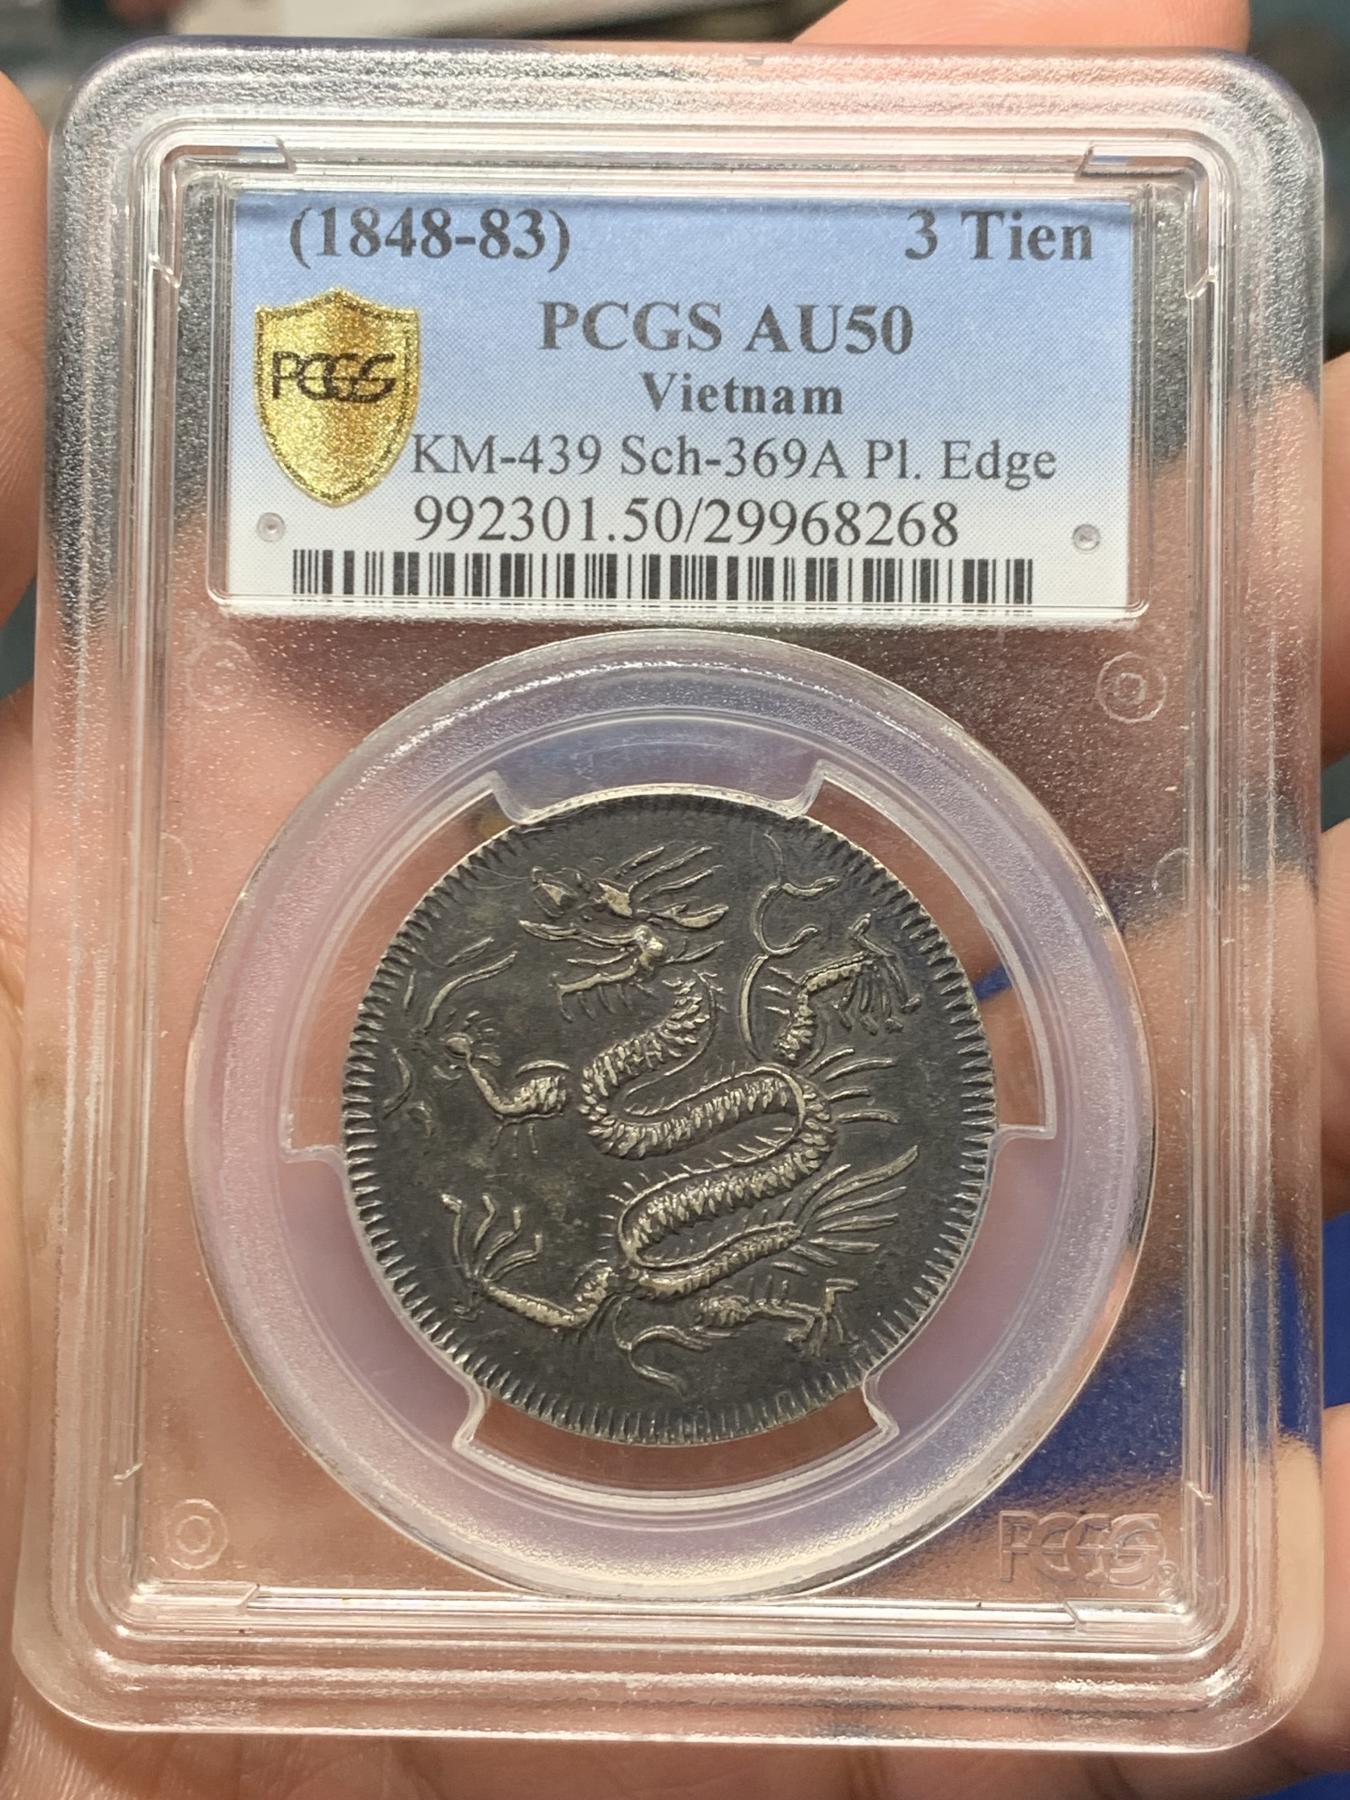 (1848-83) 3 Tien
PCGS AU50
PCGS
Vietnam
KM-439 Sch-369A Pl. Edge
992301.50/29968268
PCGS